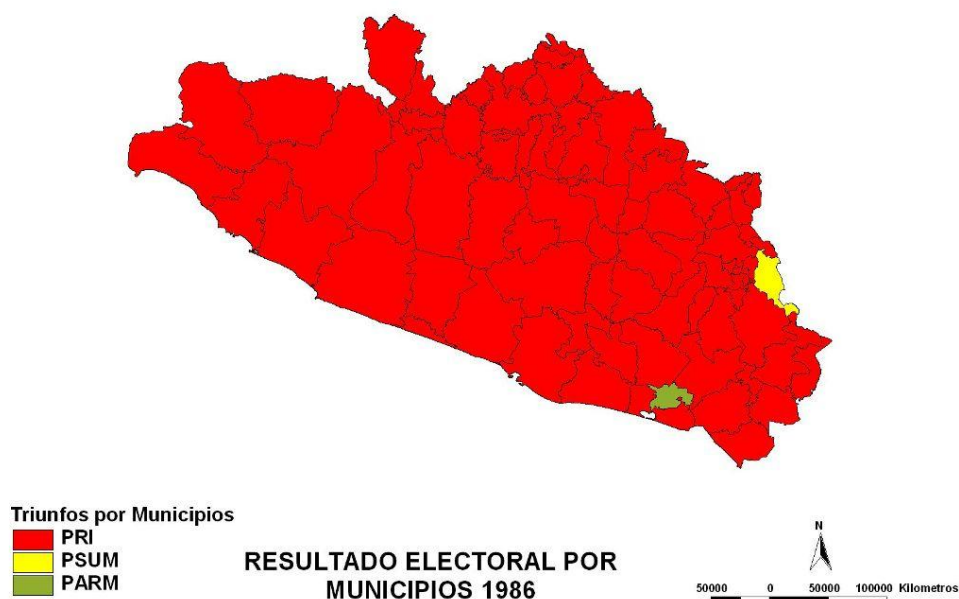 Triunfos por Municipios
PRI
PSUM
PARM
RESULTADO ELECTORAL POR
MUNICIPIOS 1986
N
50000 0 50000 100000 Kilometros